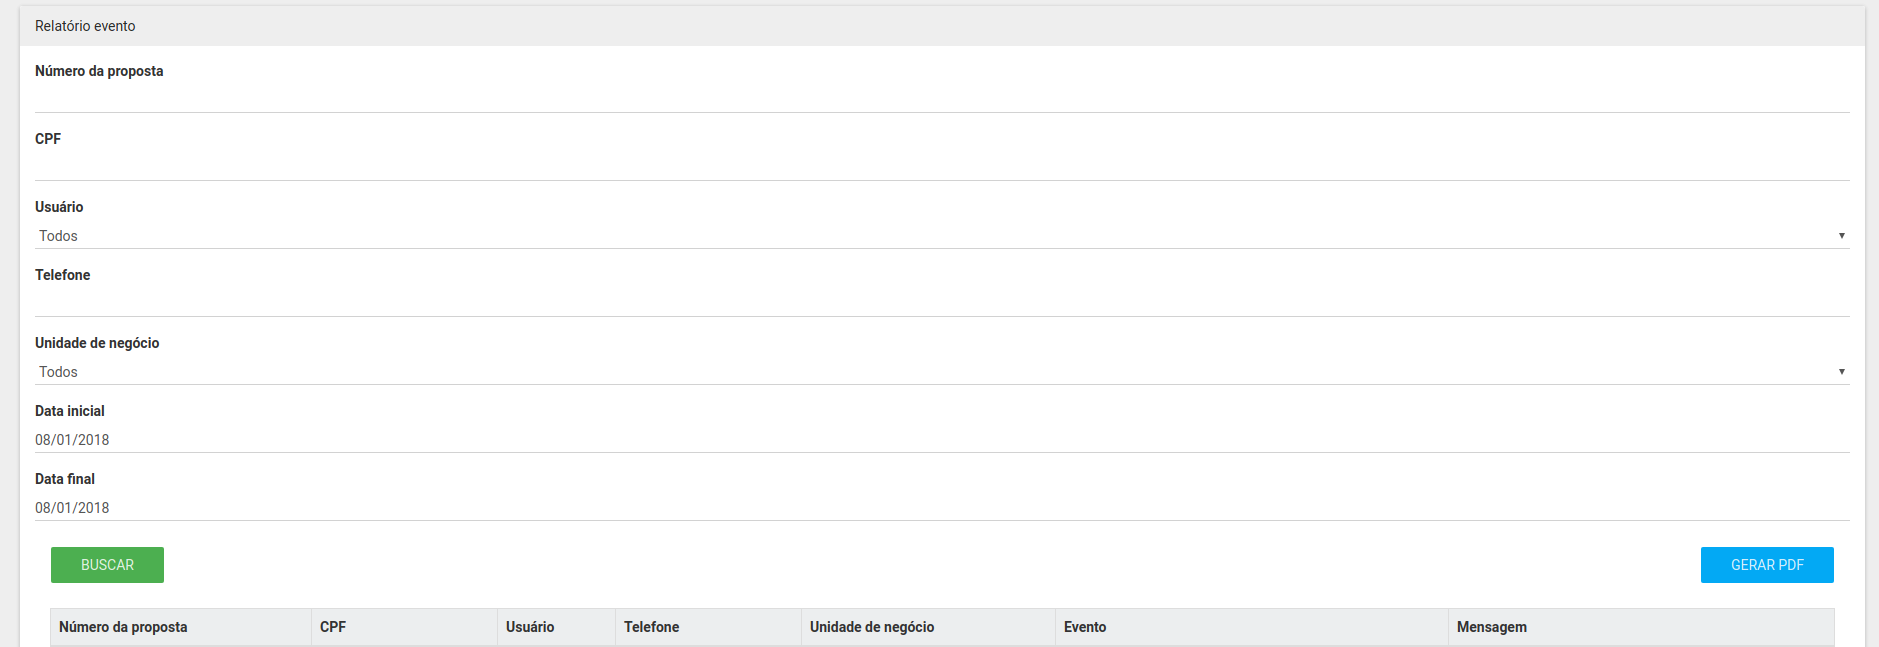 Relatório evento
Número da proposta
CPF
Usuário
Todos
Telefone
Unidade de negócio
Todos
Data inicial
08/01/2018
Data final
08/01/2018
BUSCAR GERAR PDF
Número da proposta CPF Usuário Telefone Unidade de negócio Evento Mensagem